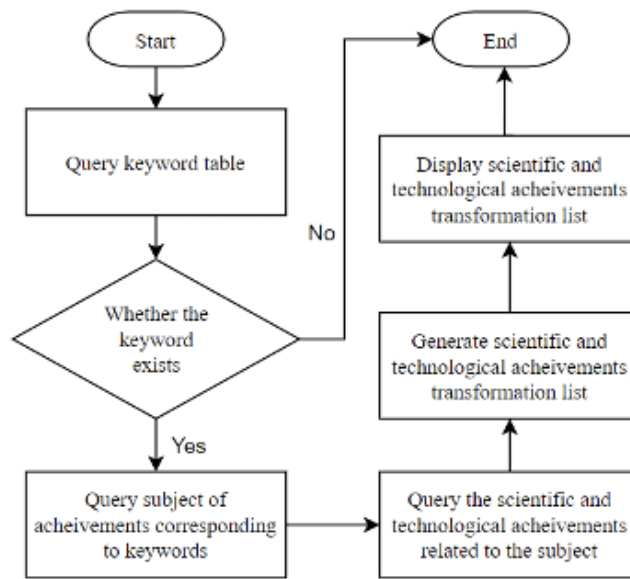 Start
Query keyword table
Whether the
keyword
exists
No
Yes
Query subject of
acheivements corresponding
to keywords
Query the scientific and
technological acheivements
related to the subject
Generate scientific and
technological acheivements
transformation list
Display scientific and
technological acheivements
transformation list
End